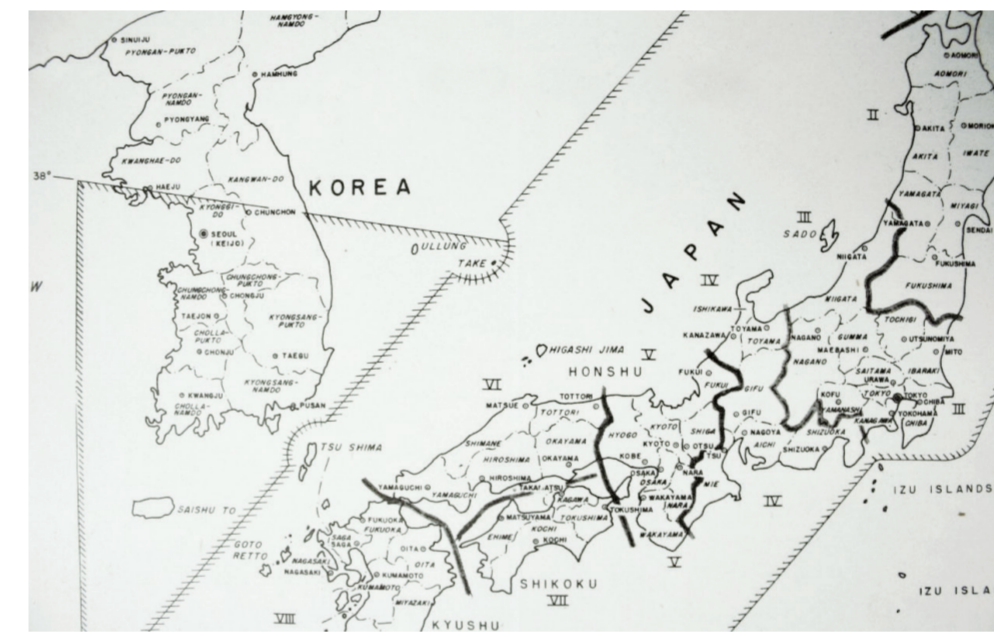 HAMGYONG-
NAMDO
SINUIJU
PYONGAN-PUKTO
HAMHUNG
PYONGAN-
NAMDO
PYONGYANG
KWANGHAE-DO
KANGWAN-DO
38°
HAEJU
KOREA
KYONGGI-
DO
CHUNCHON
SEOUL
(KEIJO)
ULLUNG
TAKE
W
CHUNGCHONG-
PUKTO
CHUNGCHONG-
NAMDO
CHONGJU
TAEJON
KYONGSANG-
PUKTO
CHOLLA-
PUKTO
CHONJU
TAEGU
KYONGSANG-
NAMDO
KWANGJU
CHOLLA-
NAMDO
PUSAN
TSU SHIMA
SAISHU TO
GOTO
RETTO
JAPAN
AOMORI
AOMORI
II
AKITA
AKITA
IWATE
YAMAGATA
MIYAGI
YAMAGATA
SENDAI
III
SADO
NIIGATA
FUKUSHIMA
FUKUSHIMA
IV
NIIGATA
ISHIKAWA
TOCHIGI
KANAZAWA
TOYAMA
TOYAMA
NAGANO
NAGANO
GUMMA
MAEBASHI
UTSUNOMIYA
MITO
HIGASHI JIMA
V
HONSHU
FUKUI
FUKUI
GIFU
SAITAMA
URAWA
IBARAKI
VI
KOFU
YAMANASHI
TOKYO
TOKYO
CHIBA
III
MATSUE
TOTTORI
TOTTORI
GIFU
KANAGAWA
YOKOHAMA
CHIBA
SHIMANE
OKAYAMA
HYOGO
KYOTO
KYOTO
SHIGA
OTSU
NAGOYA
AICHI
SHIZUOKA
SHIZUOKA
HIROSHIMA
OKAYAMA
KOBE
TSU
HIROSHIMA
OSAKA
OSAKA
NARA
NARA
MIE
IZU ISLANDS
YAMAGUCHI
YAMAGUCHI
TAKAMATSU
KAGAWA
WAKAYAMA
WAKAYAMA
IV
TOKUSHIMA
TOKUSHIMA
MATSUYAMA
KOCHI
KOCHI
EHIME
V
FUKUOKA
FUKUOKA
SAGA
SAGA
OITA
OITA
NAGASAKI
NAGASAKI
KUMAMOTO
KUMAMOTO
MIYAZAKI
SHIKOKU
VII
IZU ISLA
VIII
KYUSHU